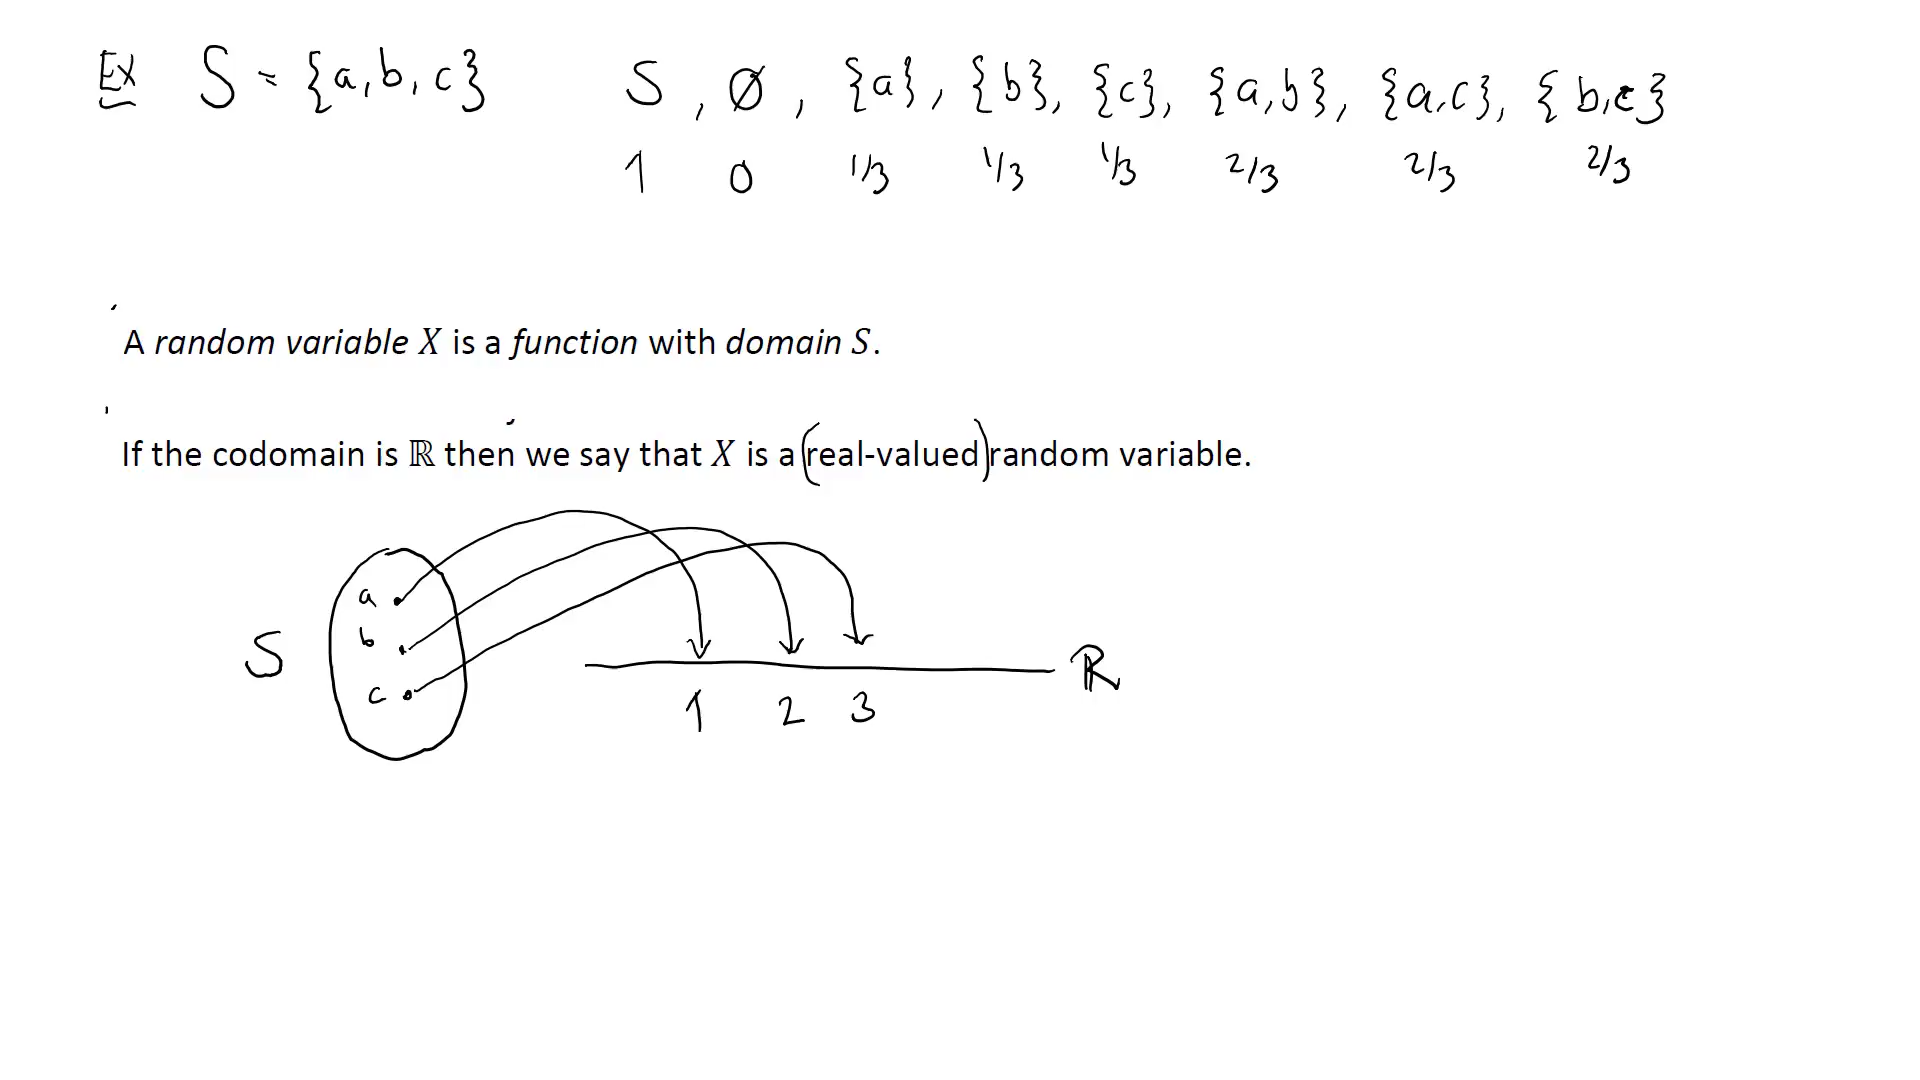 Ex S = {a,b,c} S, ∅, {a}, {b}, {c}, {a,b}, {a,c}, {b,c}
1 0 1/3 1/3 1/3 2/3 2/3 2/3
A random variable X is a function with domain S.
If the codomain is ℝ then we say that X is a (real-valued) random variable.
a
b
S
c
ℝ
1 2 3